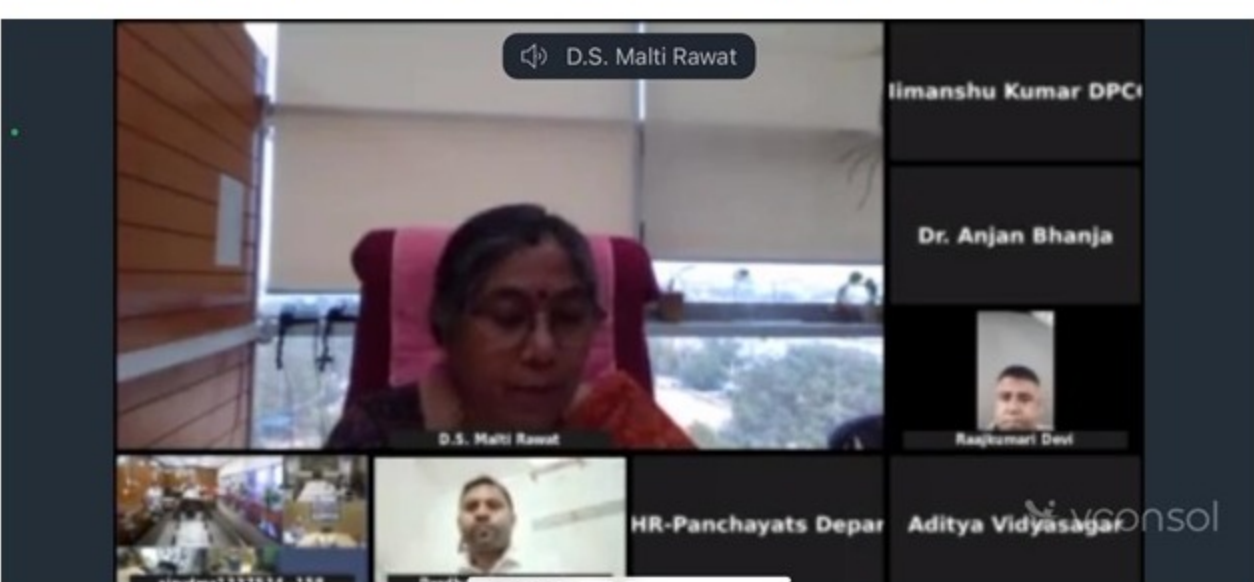 D.S. Malti Rawat
limanshu Kumar DPC
Dr. Anjan Bhanja
D.S. Malti Rawat
Raajkumari Devi
HR-Panchayats Depar
Aditya Vidyasagar
vconsol